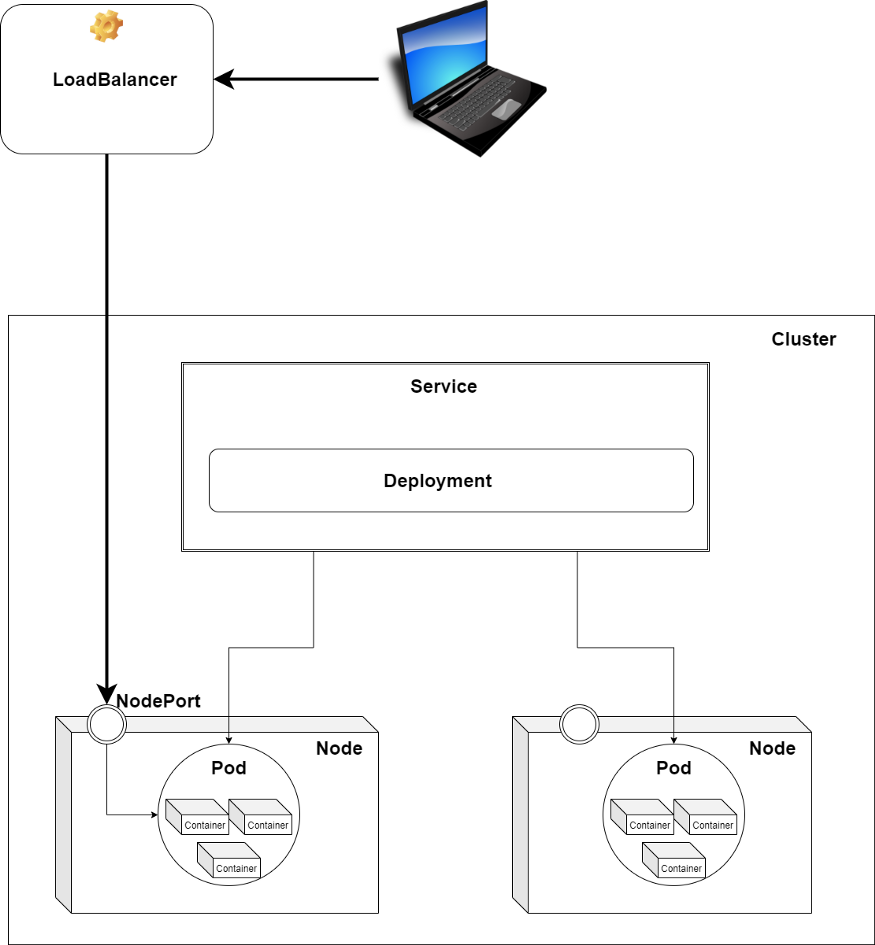 LoadBalancer
Cluster
Service
Deployment
NodePort
Node
Node
Pod
Pod
Container
Container
Container
Container
Container
Container